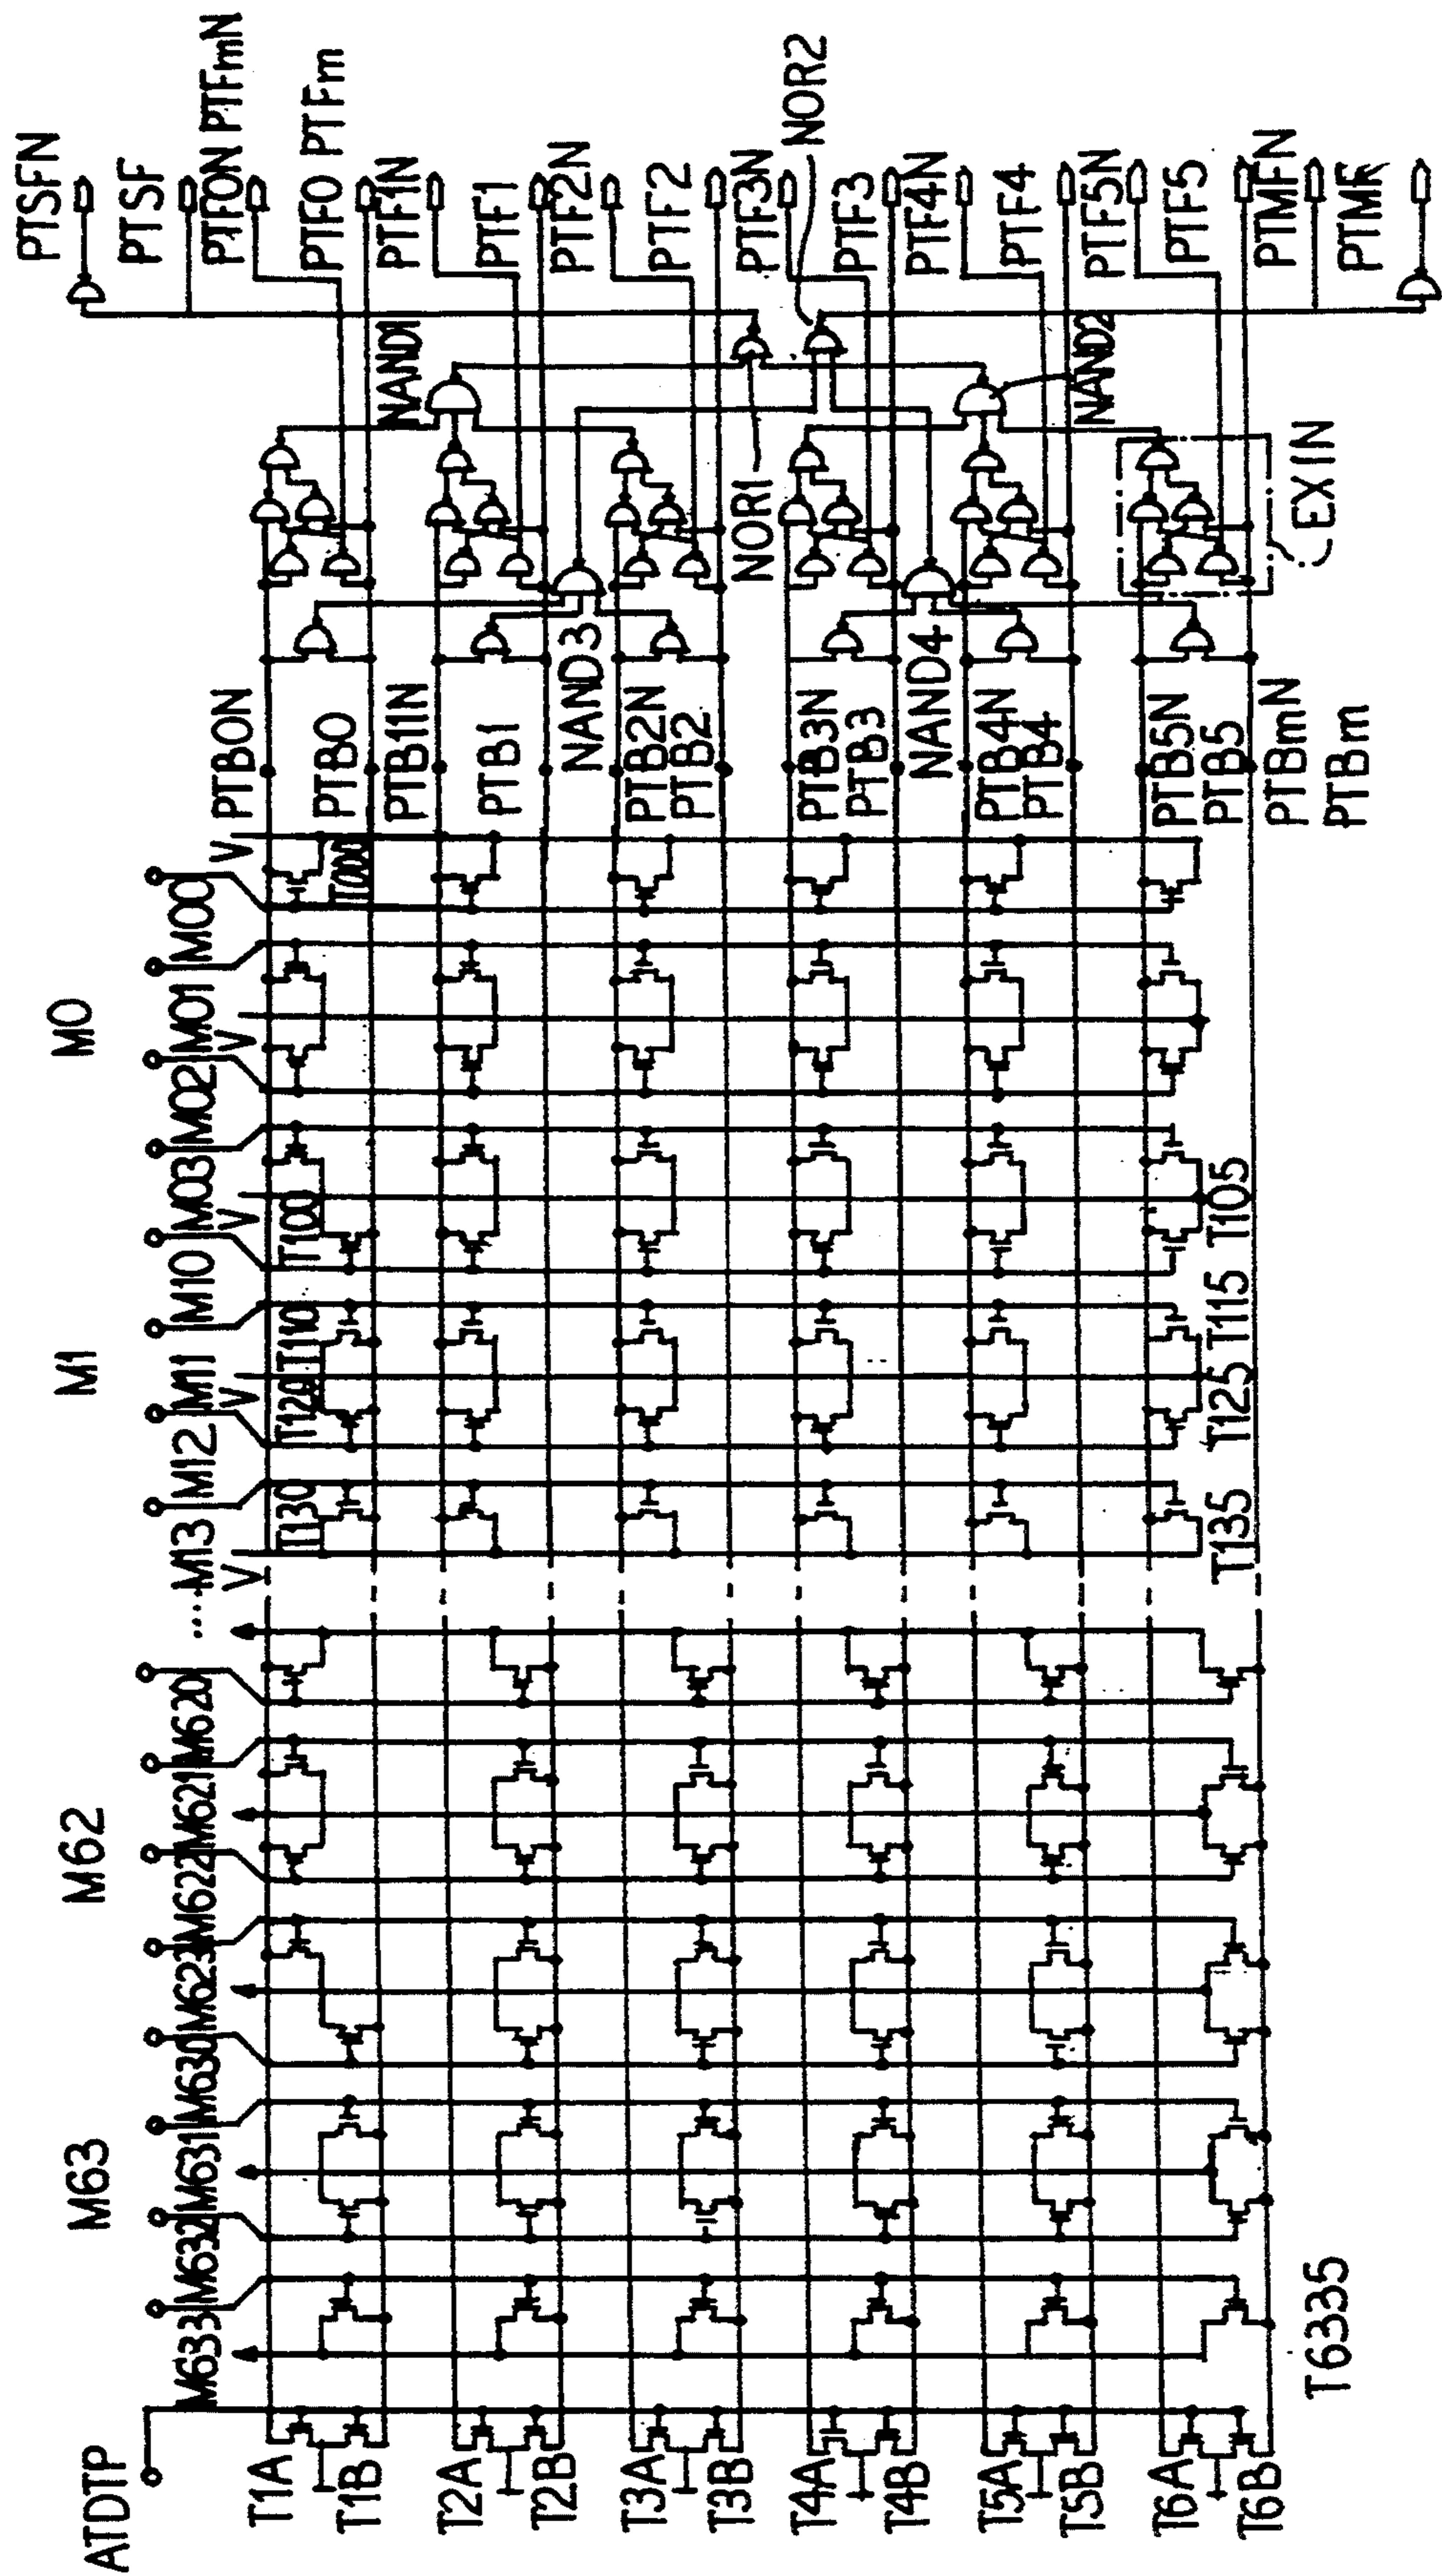 PTSFN
PTSF
PTF0N PTFmN
PTF0 PTFm
PTF1N
PTF1
PTF2N
PTF2
PTF3N
PTF3
PTF4N
PTF4
PTF5N
PTF5
PTMFN
PTMF
NOR2
NAND1
NAND2
NOR1
EXIN
NAND3
NAND4
PTB0N
PTB0
PTB11N
PTB1
PTB2N
PTB2
PTB3N
PTB3
PTB4N
PTB4
PTB5N
PTB5
PTBmN
PTBm
V
T000
M00
M01
V
M0
M02
M03
V
T100
T105
M10
T110
T115
M1
M11
V
T120
T125
M12
T130
T135
....M13
V
M620
M621
M62
M622
M623
M630
M631
M63
M632
M633
T6335
ATDTP
T1A
T1B
T2A
T2B
T3A
T3B
T4A
T4B
T5A
T5B
T6A
T6B